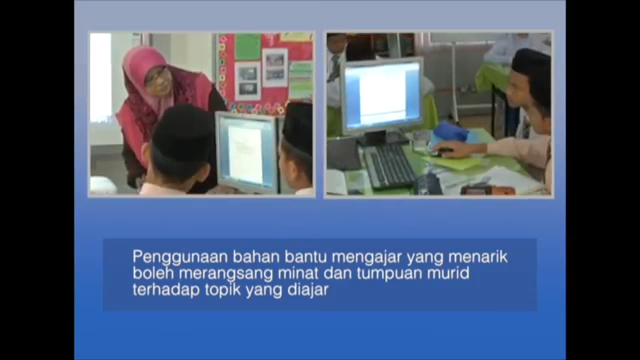 Penggunaan bahan bantu mengajar yang menarik
boleh merangsang minat dan tumpuan murid
terhadap topik yang diajar